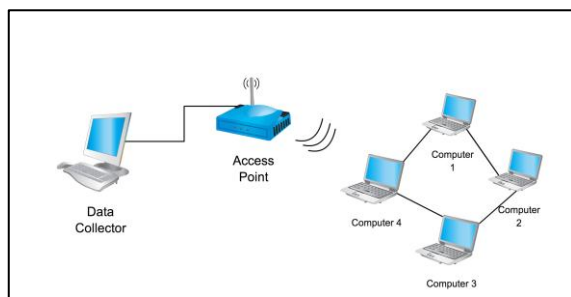 Access
Point
Data
Collector
Computer
1
Computer
2
Computer 4
Computer 3